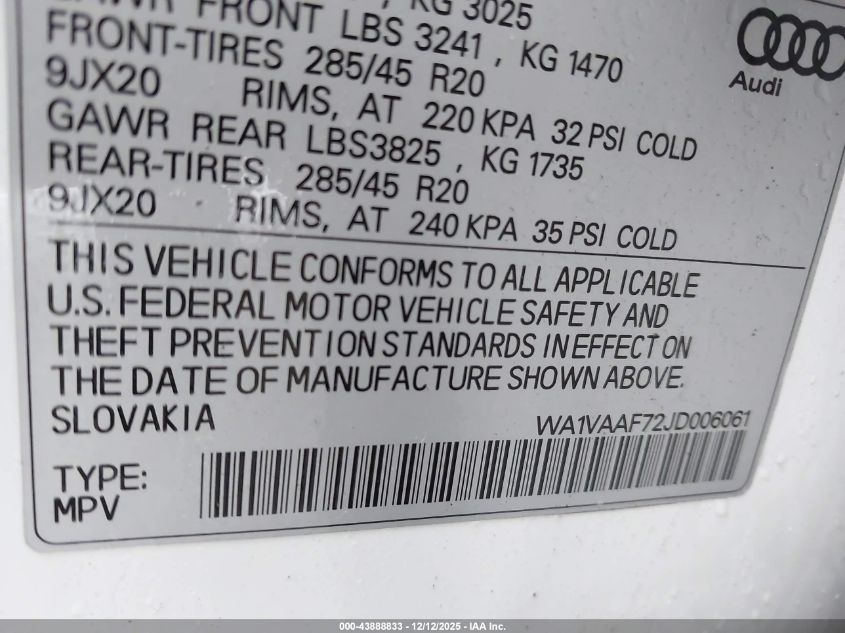 KG 3025
GAWR FRONT LBS 3241 , KG 1470
FRONT-TIRES 285/45 R20
9JX20 RIMS, AT 220 KPA 32 PSI COLD
GAWR REAR LBS3825 , KG 1735
REAR-TIRES 285/45 R20
9JX20 RIMS, AT 240 KPA 35 PSI COLD
Audi
THIS VEHICLE CONFORMS TO ALL APPLICABLE
U.S. FEDERAL MOTOR VEHICLE SAFETY AND
THEFT PREVENTION STANDARDS IN EFFECT ON
THE DATE OF MANUFACTURE SHOWN ABOVE.
SLOVAKIA WA1VAAF72JD006061
TYPE:
MPV
000-43888833 - 12/12/2025 - IAA Inc.